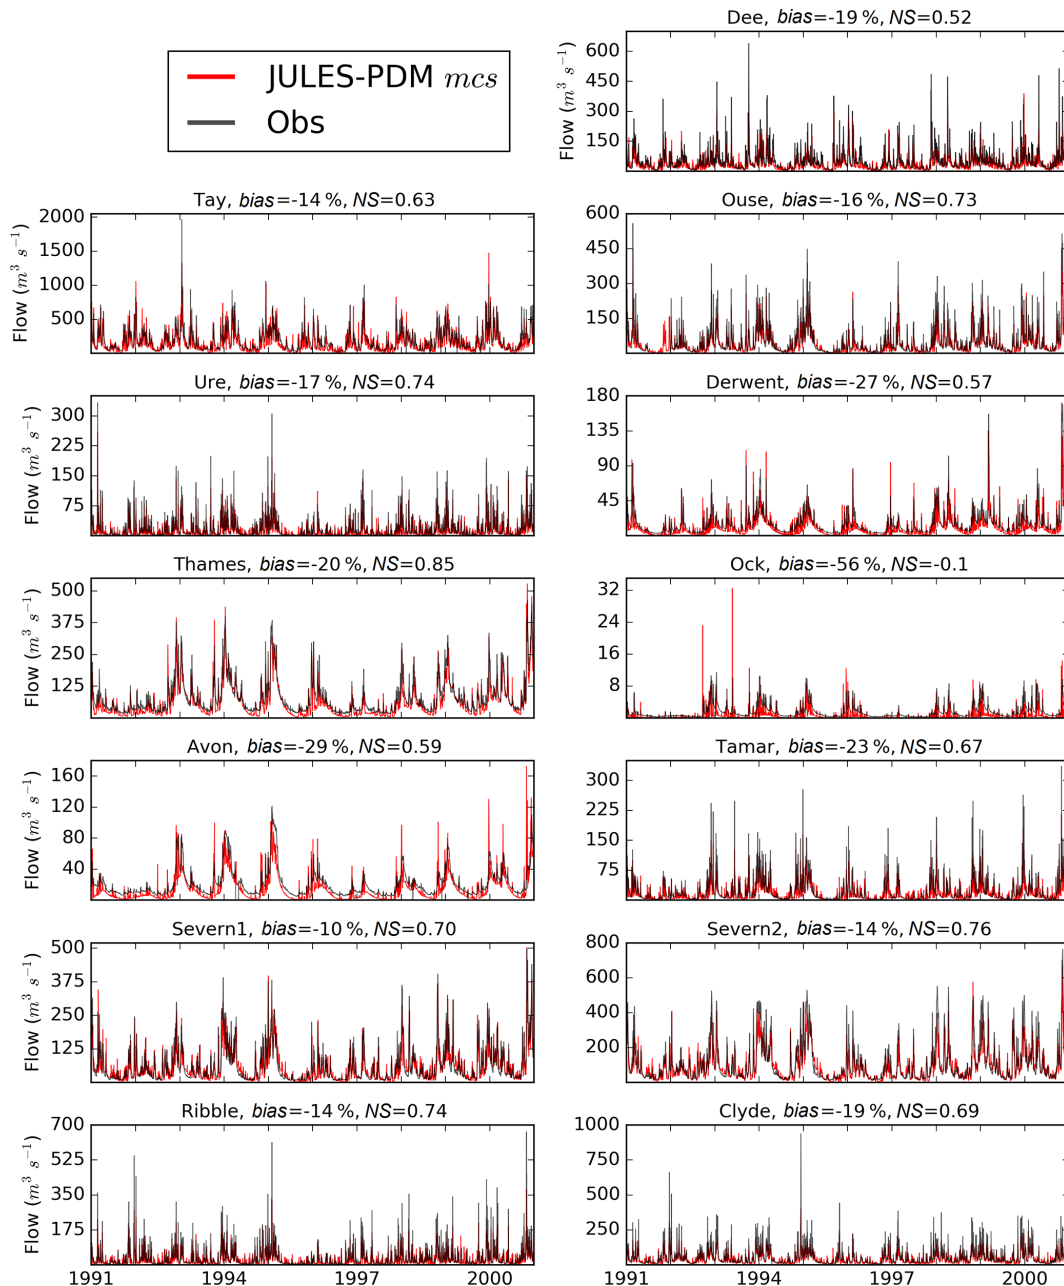 JULES-PDM mcs
Obs
Dee, bias=-19 %, NS=0.52
Flow (m³ s⁻¹)
600
450
300
150
Tay, bias=-14 %, NS=0.63
Flow (m³ s⁻¹)
2000
1500
1000
500
Ouse, bias=-16 %, NS=0.73
600
450
300
150
Ure, bias=-17 %, NS=0.74
Flow (m³ s⁻¹)
300
225
150
75
Derwent, bias=-27 %, NS=0.57
180
135
90
45
Thames, bias=-20 %, NS=0.85
Flow (m³ s⁻¹)
500
375
250
125
Ock, bias=-56 %, NS=-0.1
32
24
16
8
Avon, bias=-29 %, NS=0.59
Flow (m³ s⁻¹)
160
120
80
40
Tamar, bias=-23 %, NS=0.67
300
225
150
75
Severn1, bias=-10 %, NS=0.70
Flow (m³ s⁻¹)
500
375
250
125
Severn2, bias=-14 %, NS=0.76
800
600
400
200
Ribble, bias=-14 %, NS=0.74
Flow (m³ s⁻¹)
700
525
350
175
1991 1994 1997 2000
Clyde, bias=-19 %, NS=0.69
1000
750
500
250
1991 1994 1997 2000